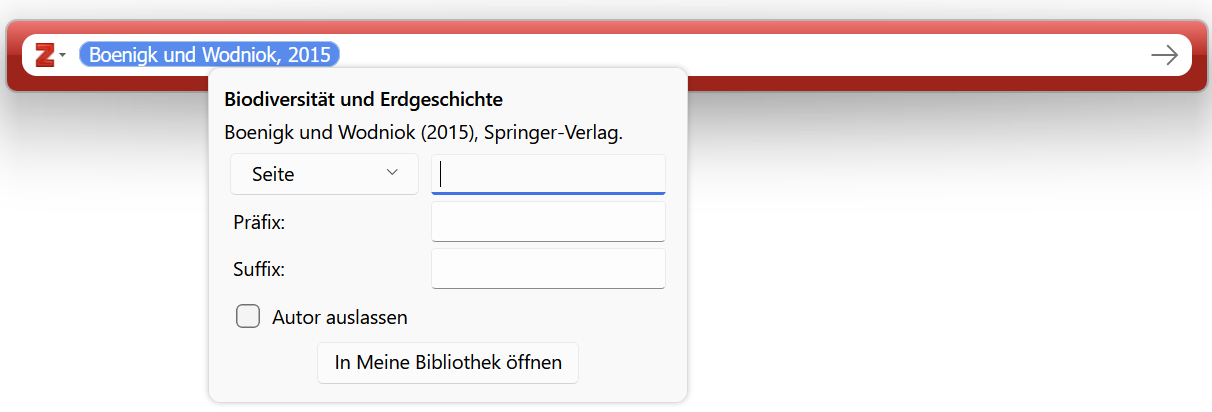 Z
Boenigk und Wodniok, 2015
Biodiversität und Erdgeschichte
Boenigk und Wodniok (2015), Springer-Verlag.
Seite
Präfix:
Suffix:
Autor auslassen
In Meine Bibliothek öffnen